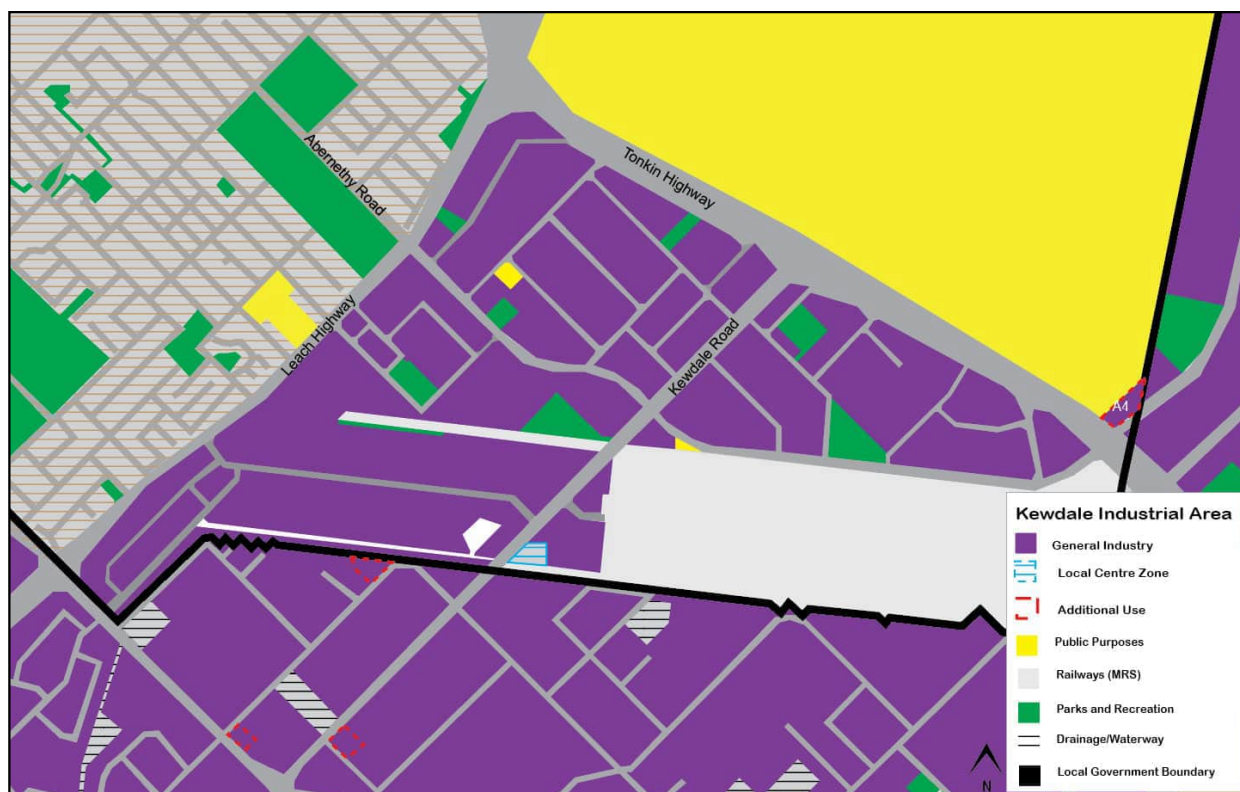 Abernethy Road
Tonkin Highway
Leach Highway
Kewdale Road
A4
Kewdale Industrial Area
General Industry
Local Centre Zone
Additional Use
Public Purposes
Railways (MRS)
Parks and Recreation
Drainage/Waterway
Local Government Boundary
N